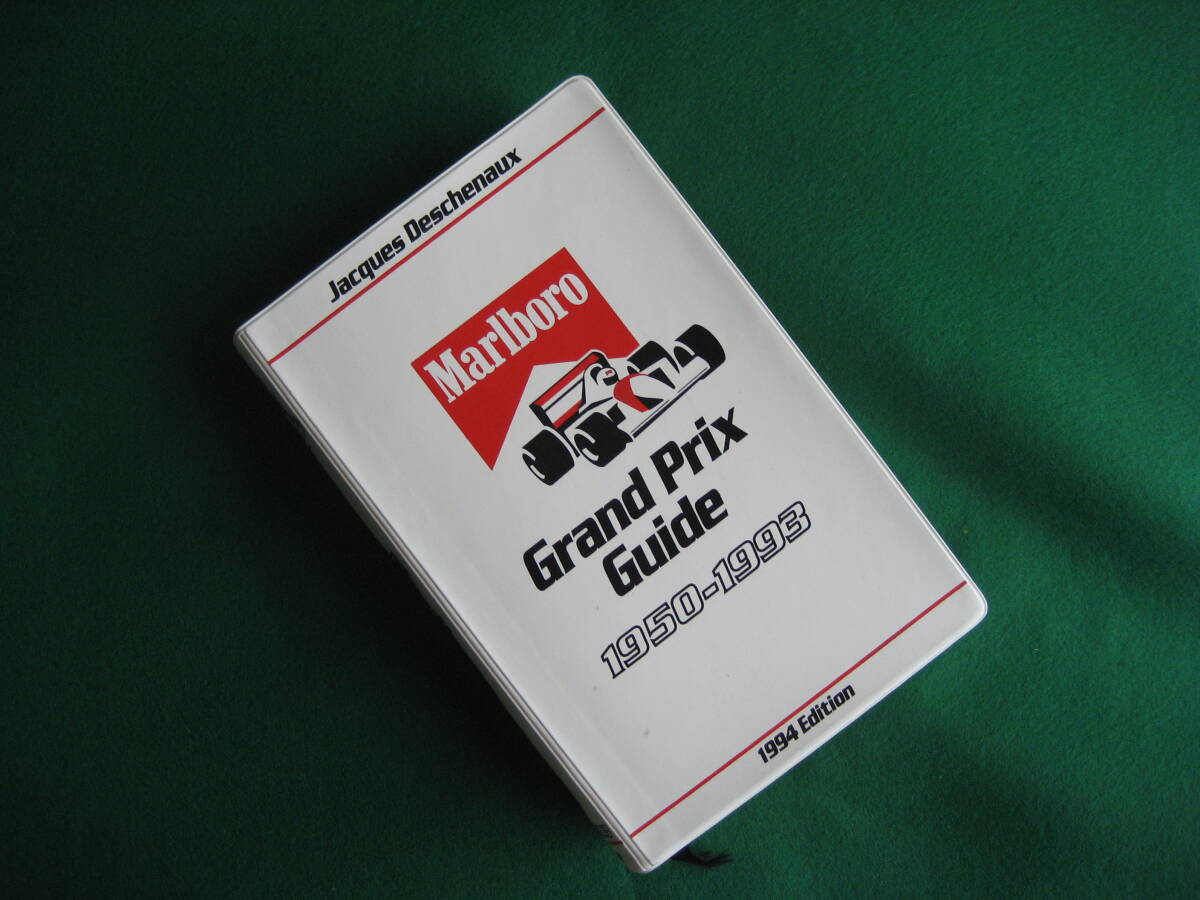 Jacques Deschenaux
Marlboro
Grand Prix
Guide
1950-1993
1994 Edition